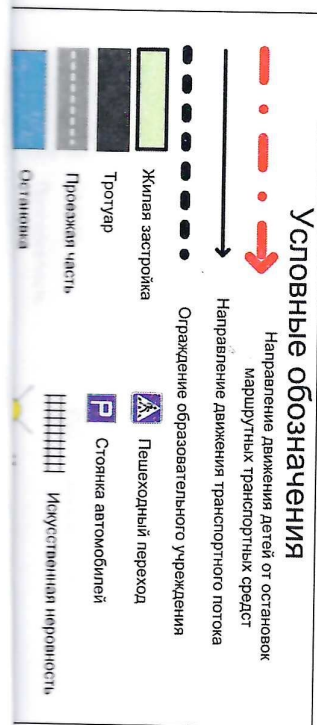 Условные обозначения
Направление движения детей от остановок
маршрутных транспортных средст
Направление движения транспортного потока
Ограждение образовательного учреждения
Жилая застройка
Тротуар
Проезжая часть
Остановка
Пешеходный переход
P Стоянка автомобилей
Искусственная неровность